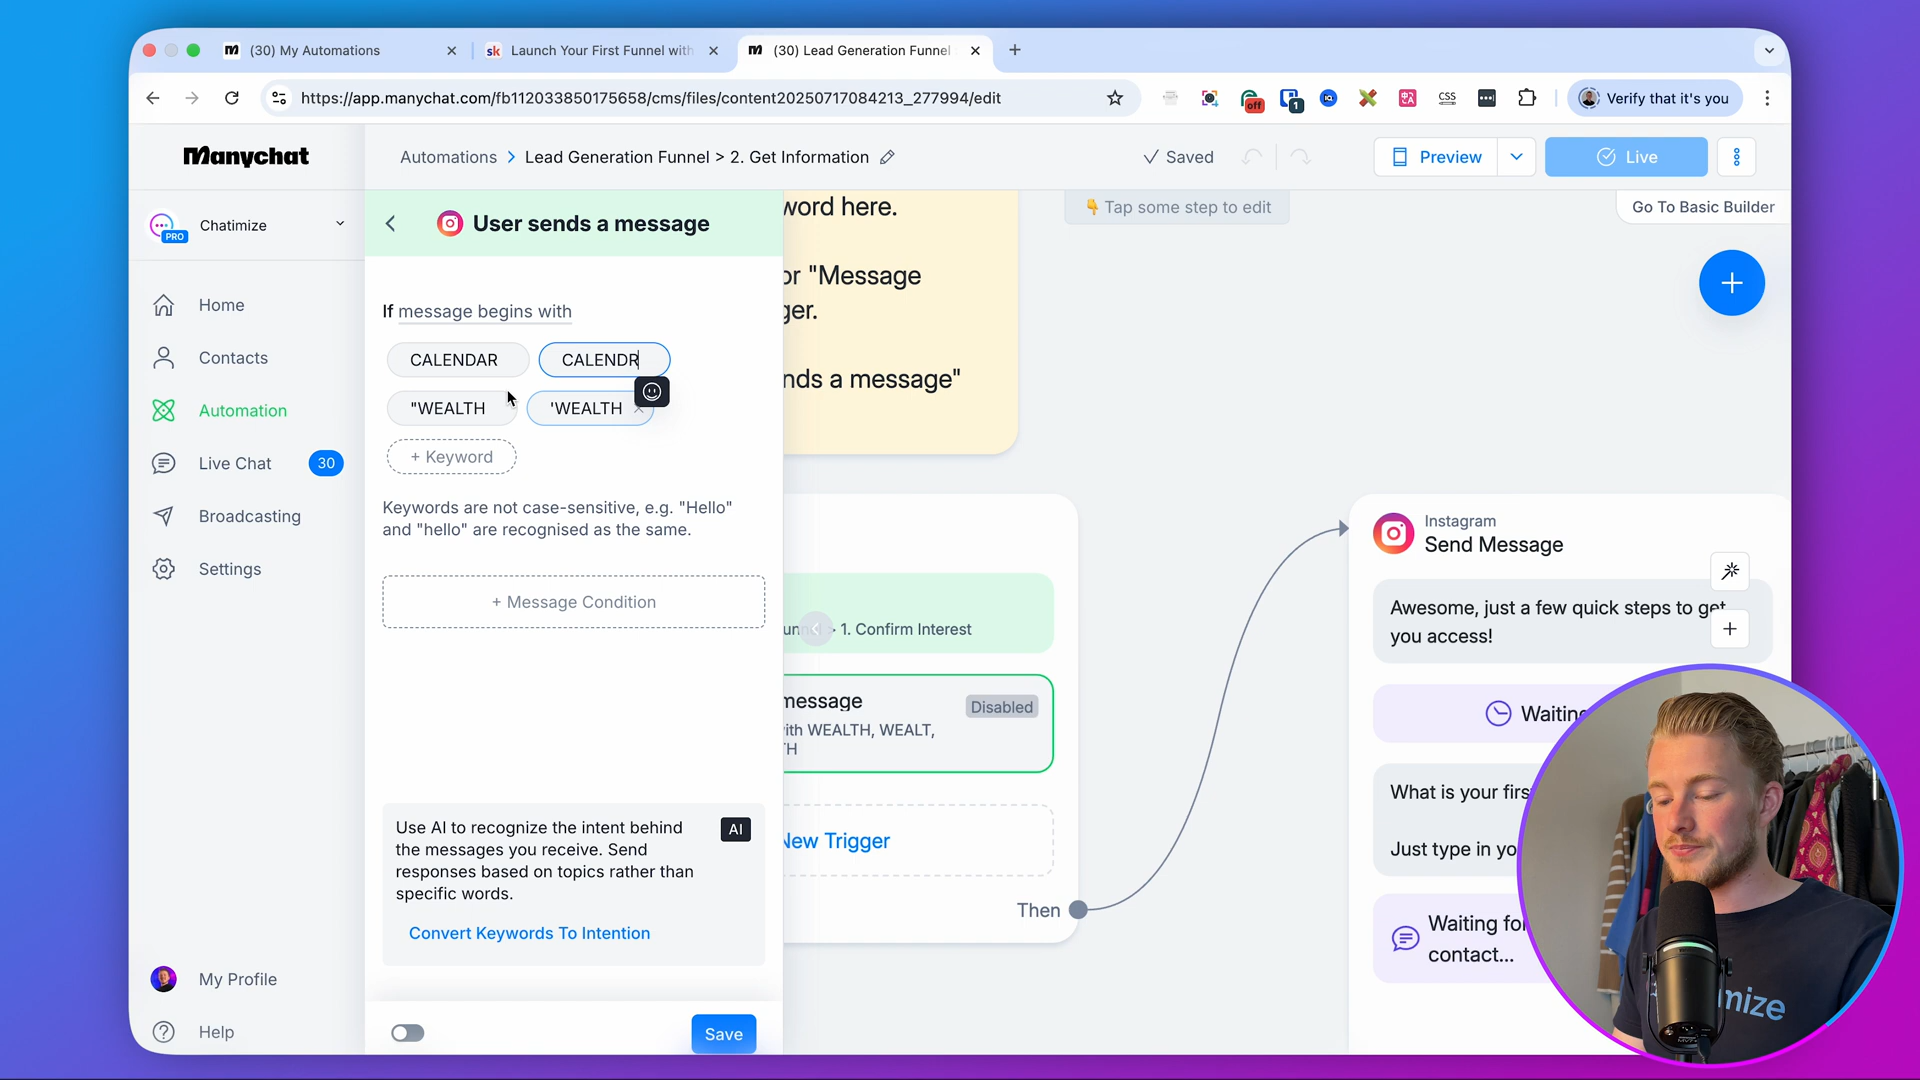 (30) My Automations
sk Launch Your First Funnel with
(30) Lead Generation Funnel
https://app.manychat.com/fb112033850175658/cms/files/content20250717084213_277994/edit
off
1
CSS
Verify that it's you
Manychat
Automations > Lead Generation Funnel > 2. Get Information
Saved
Preview
Live
PRO
Chatimize
Home
Contacts
Automation
Live Chat 30
Broadcasting
Settings
My Profile
Help
User sends a message
If message begins with
CALENDAR
CALENDR
"WEALTH
'WEALTH
+ Keyword
Keywords are not case-sensitive, e.g. "Hello"
and "hello" are recognised as the same.
+ Message Condition
Use AI to recognize the intent behind
the messages you receive. Send
responses based on topics rather than
specific words.
AI
Convert Keywords To Intention
Save
word here.
or "Message
ger.
nds a message"
👇 Tap some step to edit
Go To Basic Builder
> 1. Confirm Interest
message
Disabled
ith WEALTH, WEALT,
TH
New Trigger
Then
Instagram
Send Message
Awesome, just a few quick steps to get
you access!
Waiting
What is your firs
Just type in yo
Waiting for
contact...
mize